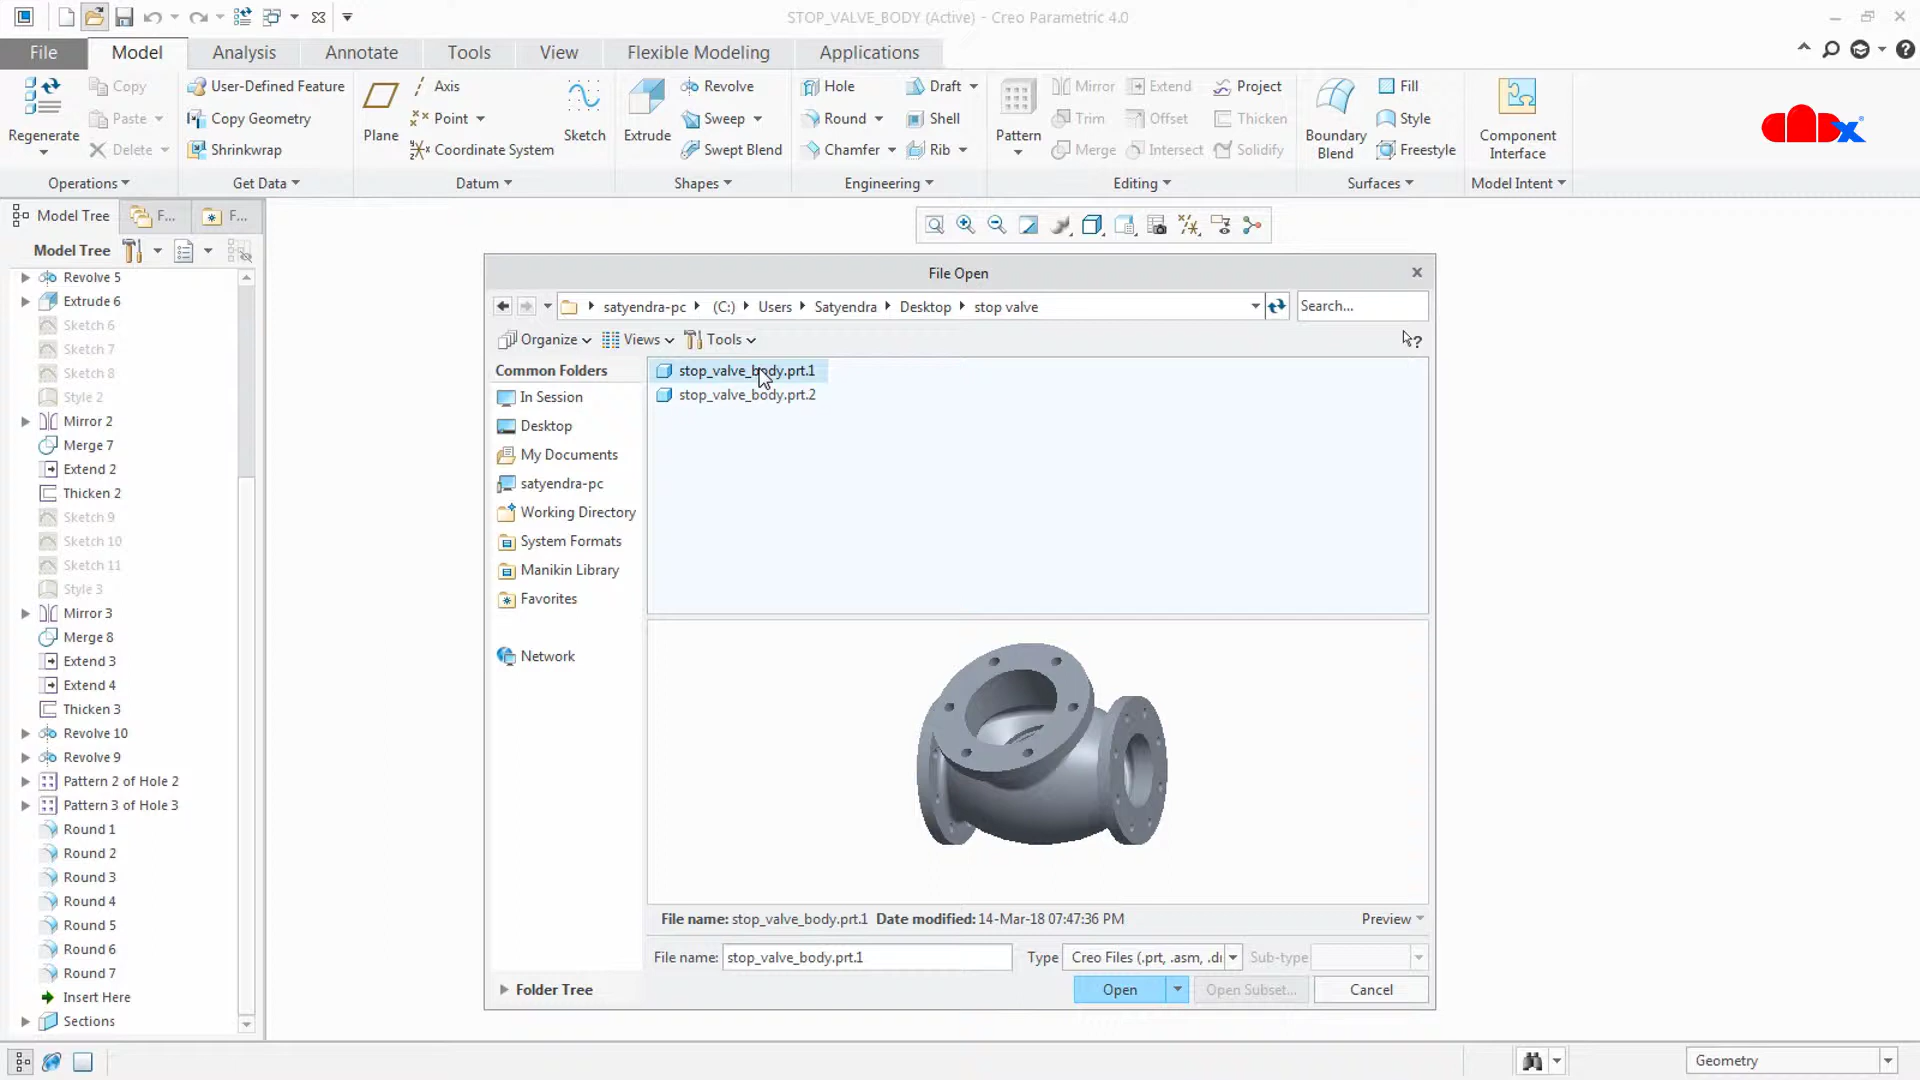 STOP_VALVE_BODY (Active) - Creo Parametric 4.0
File Model Analysis Annotate Tools View Flexible Modeling Applications
Copy User-Defined Feature Axis Revolve Hole Draft Mirror Extend Project Fill
Regenerate Paste Copy Geometry Plane Point Sketch Extrude Sweep Round Shell Pattern Trim Offset Thicken Boundary Blend Style Component Interface
Delete Shrinkwrap Coordinate System Swept Blend Chamfer Rib Merge Intersect Solidify Freestyle
Operations Get Data Datum Shapes Engineering Editing Surfaces Model Intent
Model Tree F... F...
Model Tree
Revolve 5
Extrude 6
Sketch 6
Sketch 7
Sketch 8
Style 2
Mirror 2
Merge 7
Extend 2
Thicken 2
Sketch 9
Sketch 10
Sketch 11
Style 3
Mirror 3
Merge 8
Extend 3
Extend 4
Thicken 3
Revolve 10
Revolve 9
Pattern 2 of Hole 2
Pattern 3 of Hole 3
Round 1
Round 2
Round 3
Round 4
Round 5
Round 6
Round 7
Insert Here
Sections
File Open
satyendra-pc (C:) Users Satyendra Desktop stop valve Search...
Organize Views Tools
Common Folders
In Session
Desktop
My Documents
satyendra-pc
Working Directory
System Formats
Manikin Library
Favorites
Network
stop_valve_body.prt.1
stop_valve_body.prt.2
File name: stop_valve_body.prt.1 Date modified: 14-Mar-18 07:47:36 PM Preview
File name: stop_valve_body.prt.1 Type Creo Files (.prt, .asm, .d Sub-type
Folder Tree Open Open Subset... Cancel
Geometry